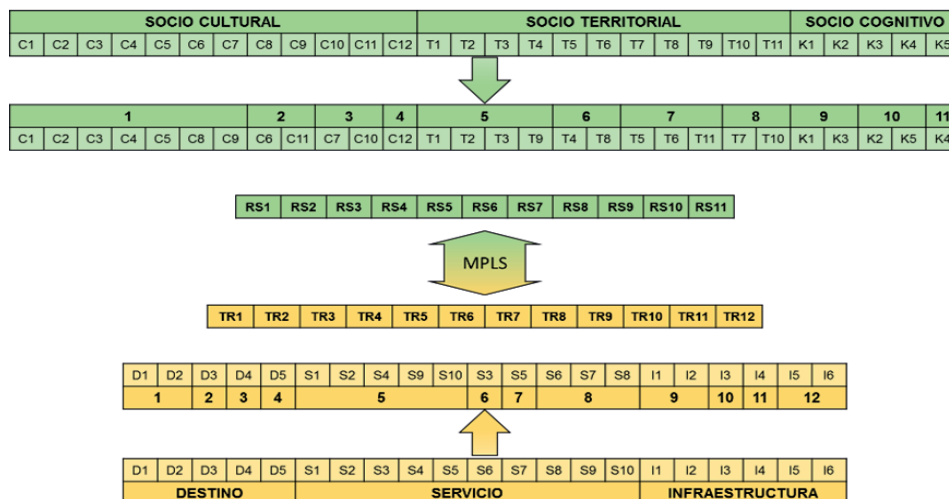 SOCIO CULTURAL SOCIO TERRITORIAL SOCIO COGNITIVO
C1 C2 C3 C4 C5 C6 C7 C8 C9 C10 C11 C12 T1 T2 T3 T4 T5 T6 T7 T8 T9 T10 T11 K1 K2 K3 K4 K5
1 2 3 4 5 6 7 8 9 10 11
C1 C2 C3 C4 C5 C8 C9 C6 C11 C7 C10 C12 T1 T2 T3 T9 T4 T8 T5 T6 T11 T7 T10 K1 K3 K2 K5 K4
RS1 RS2 RS3 RS4 RS5 RS6 RS7 RS8 RS9 RS10 RS11
MPLS
TR1 TR2 TR3 TR4 TR5 TR6 TR7 TR8 TR9 TR10 TR11 TR12
D1 D2 D3 D4 D5 S1 S2 S4 S9 S10 S3 S5 S6 S7 S8 I1 I2 I3 I4 I5 I6
1 2 3 4 5 6 7 8 9 10 11 12
D1 D2 D3 D4 D5 S1 S2 S3 S4 S5 S6 S7 S8 S9 S10 I1 I2 I3 I4 I5 I6
DESTINO SERVICIO INFRAESTRUCTURA